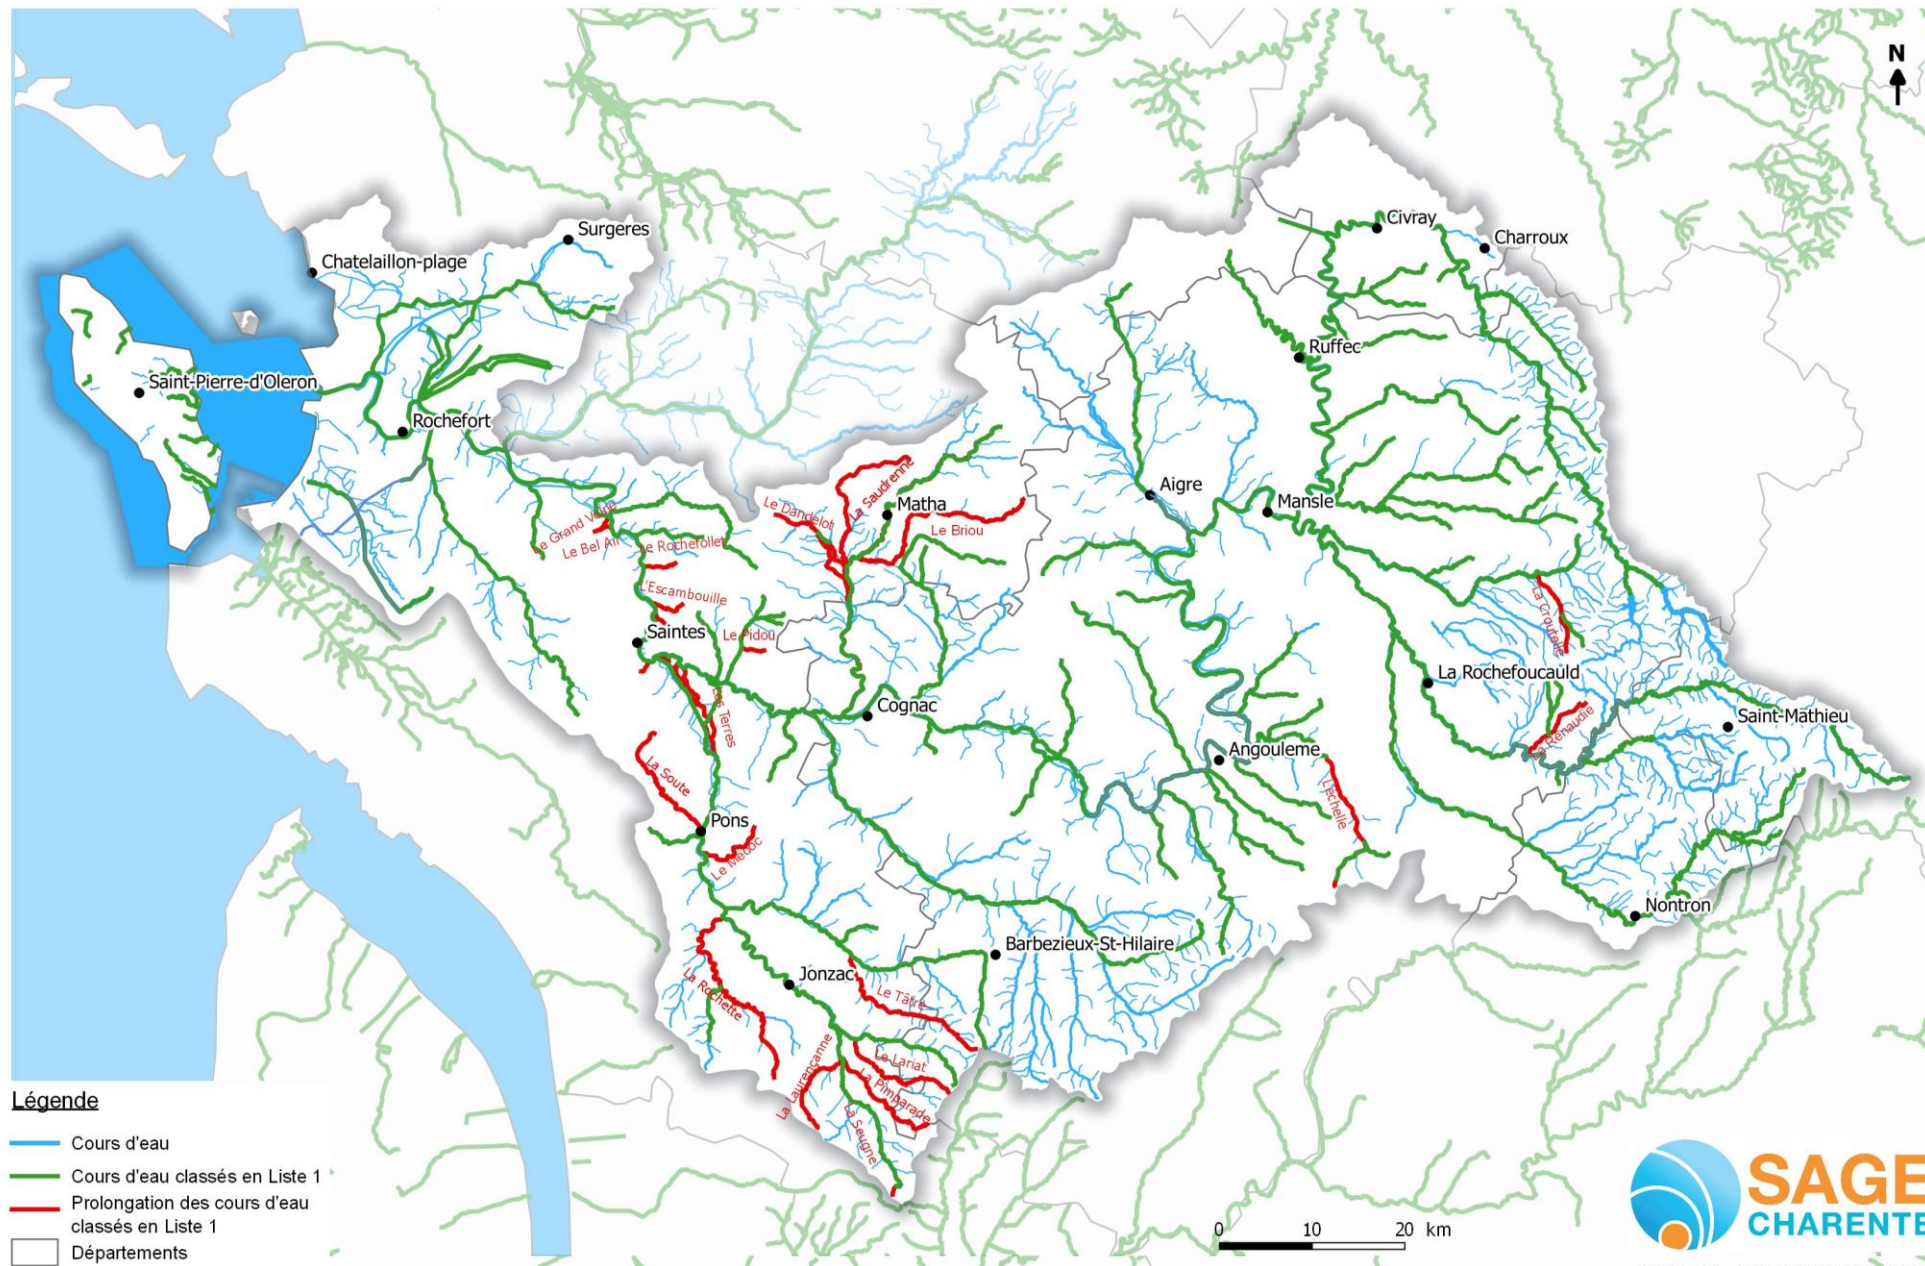 N
Surgeres
Chatelaillon-plage
Civray
Charroux
Saint-Pierre-d'Oleron
Ruffec
Rochefort
La Saudrenne
Aigre
Le Dandelot
Matha
Mansle
Le Briou
Le Grand Veine
Le Bel Air
Le Rochefollet
L'Escambouille
La Croutelle
Saintes
Le Pidou
La Rochefoucauld
Les Terres
Cognac
Saint-Mathieu
La Renaudie
Angouleme
La Soute
L'échelle
Pons
Le Médoc
Nontron
Barbezieux-St-Hilaire
Jonzac
La Rochette
Le Tâtre
La Laurençanne
Le Lariat
La Pimparade
La Seugne
Légende
Cours d'eau
Cours d'eau classés en Liste 1
Prolongation des cours d'eau
classés en Liste 1
Départements
0 10 20 km
SAGE
CHARENTE